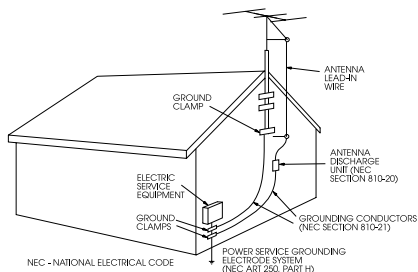 ANTENNA
LEAD-IN
WIRE
GROUND
CLAMP
ANTENNA
DISCHARGE
UNIT (NEC
SECTION 810-20)
ELECTRIC
SERVICE
EQUIPMENT
GROUNDING CONDUCTORS
(NEC SECTION 810-21)
GROUND
CLAMPS
POWER SERVICE GROUNDING
ELECTRODE SYSTEM
(NEC ART 250, PART H)
NEC - NATIONAL ELECTRICAL CODE